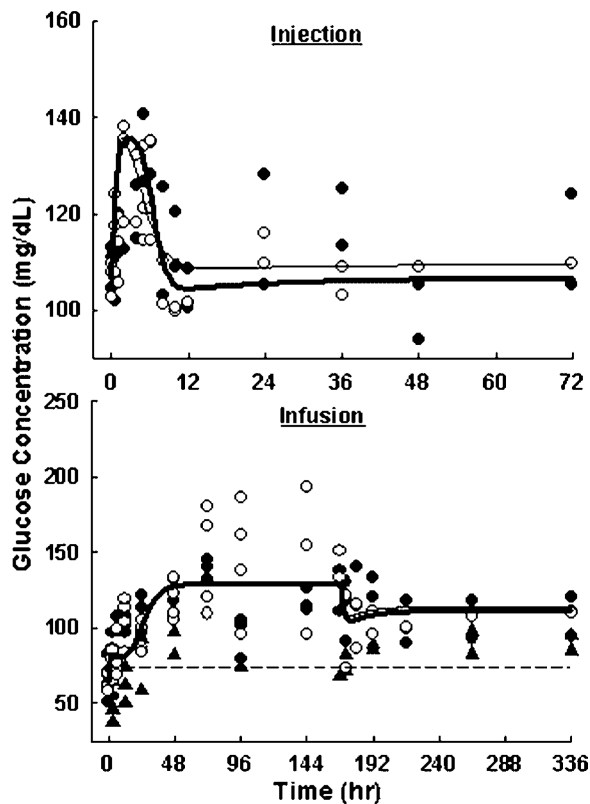 Injection
Glucose Concentration (mg/dL)
160
140
120
100
0 12 24 36 48 60 72
Infusion
250
200
150
100
50
0 48 96 144 192 240 288 336
Time (hr)